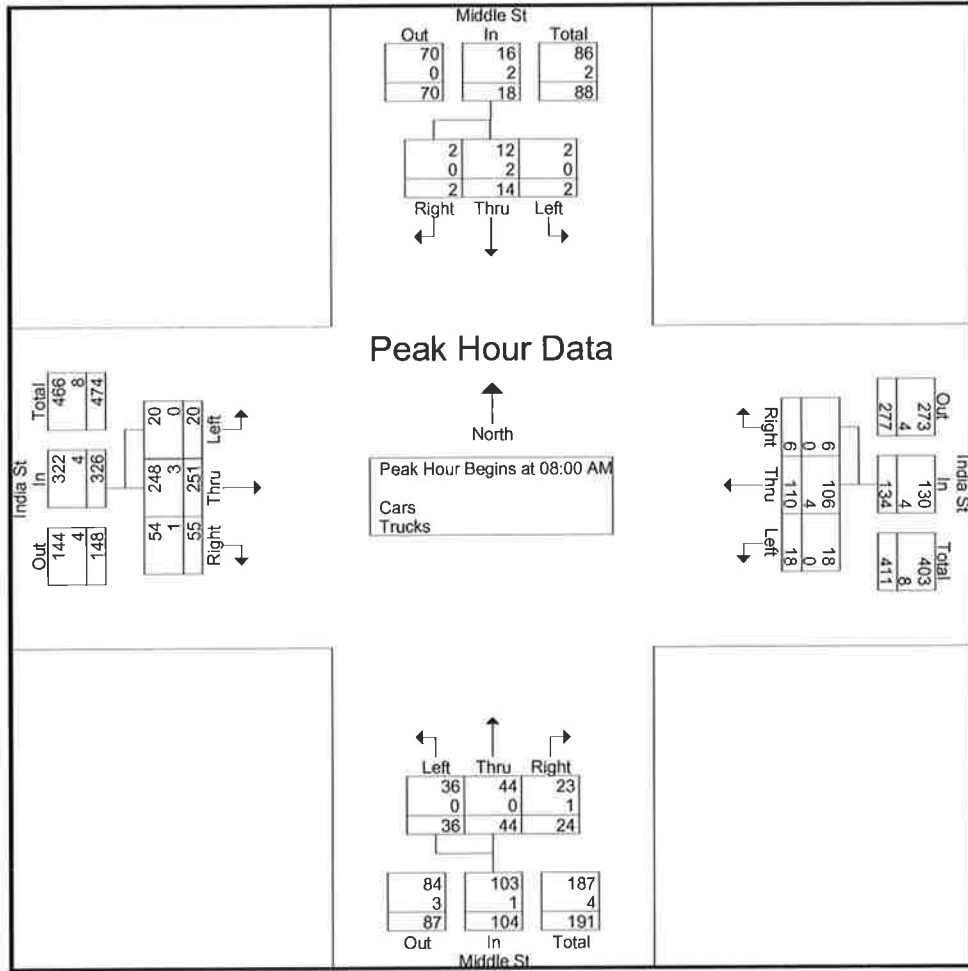 Middle St
Out In Total
70 16 86
0 2 2
70 18 88
2 12 2
0 2 0
2 14 2
Right Thru Left
Peak Hour Data
North
Peak Hour Begins at 08:00 AM
Cars
Trucks
India St
Total In Out
466 322 144
8 4 4
474 326 148
20 248 54
0 3 1
20 251 55
Left Thru Right
India St
Out In Total
273 130 403
4 4 8
277 134 411
6 106 18
0 4 0
6 110 18
Right Thru Left
Left Thru Right
36 44 23
0 0 1
36 44 24
84 103 187
3 1 4
87 104 191
Out In Total
Middle St